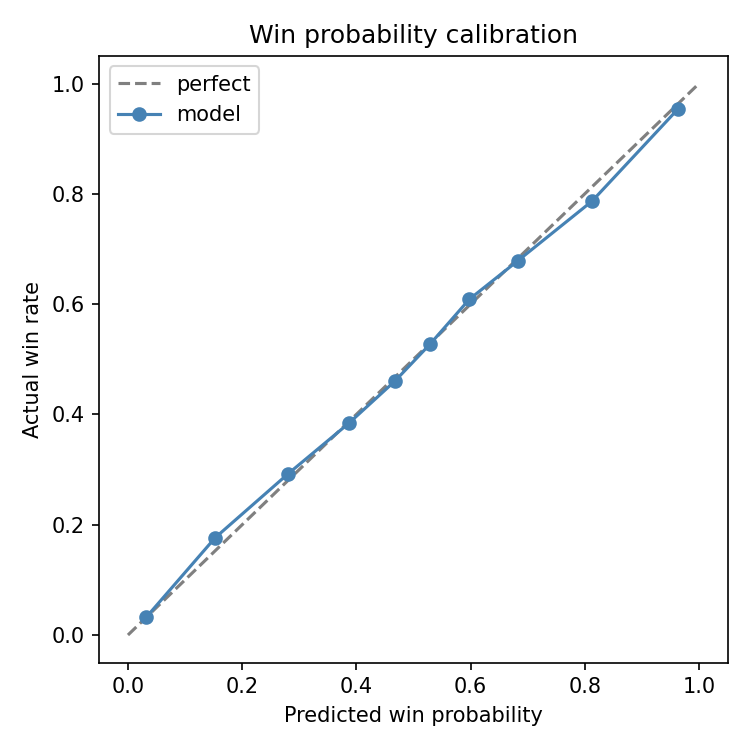 Win probability calibration
perfect
model
1.0
0.8
0.6
0.4
0.2
0.0
Actual win rate
0.0 0.2 0.4 0.6 0.8 1.0
Predicted win probability